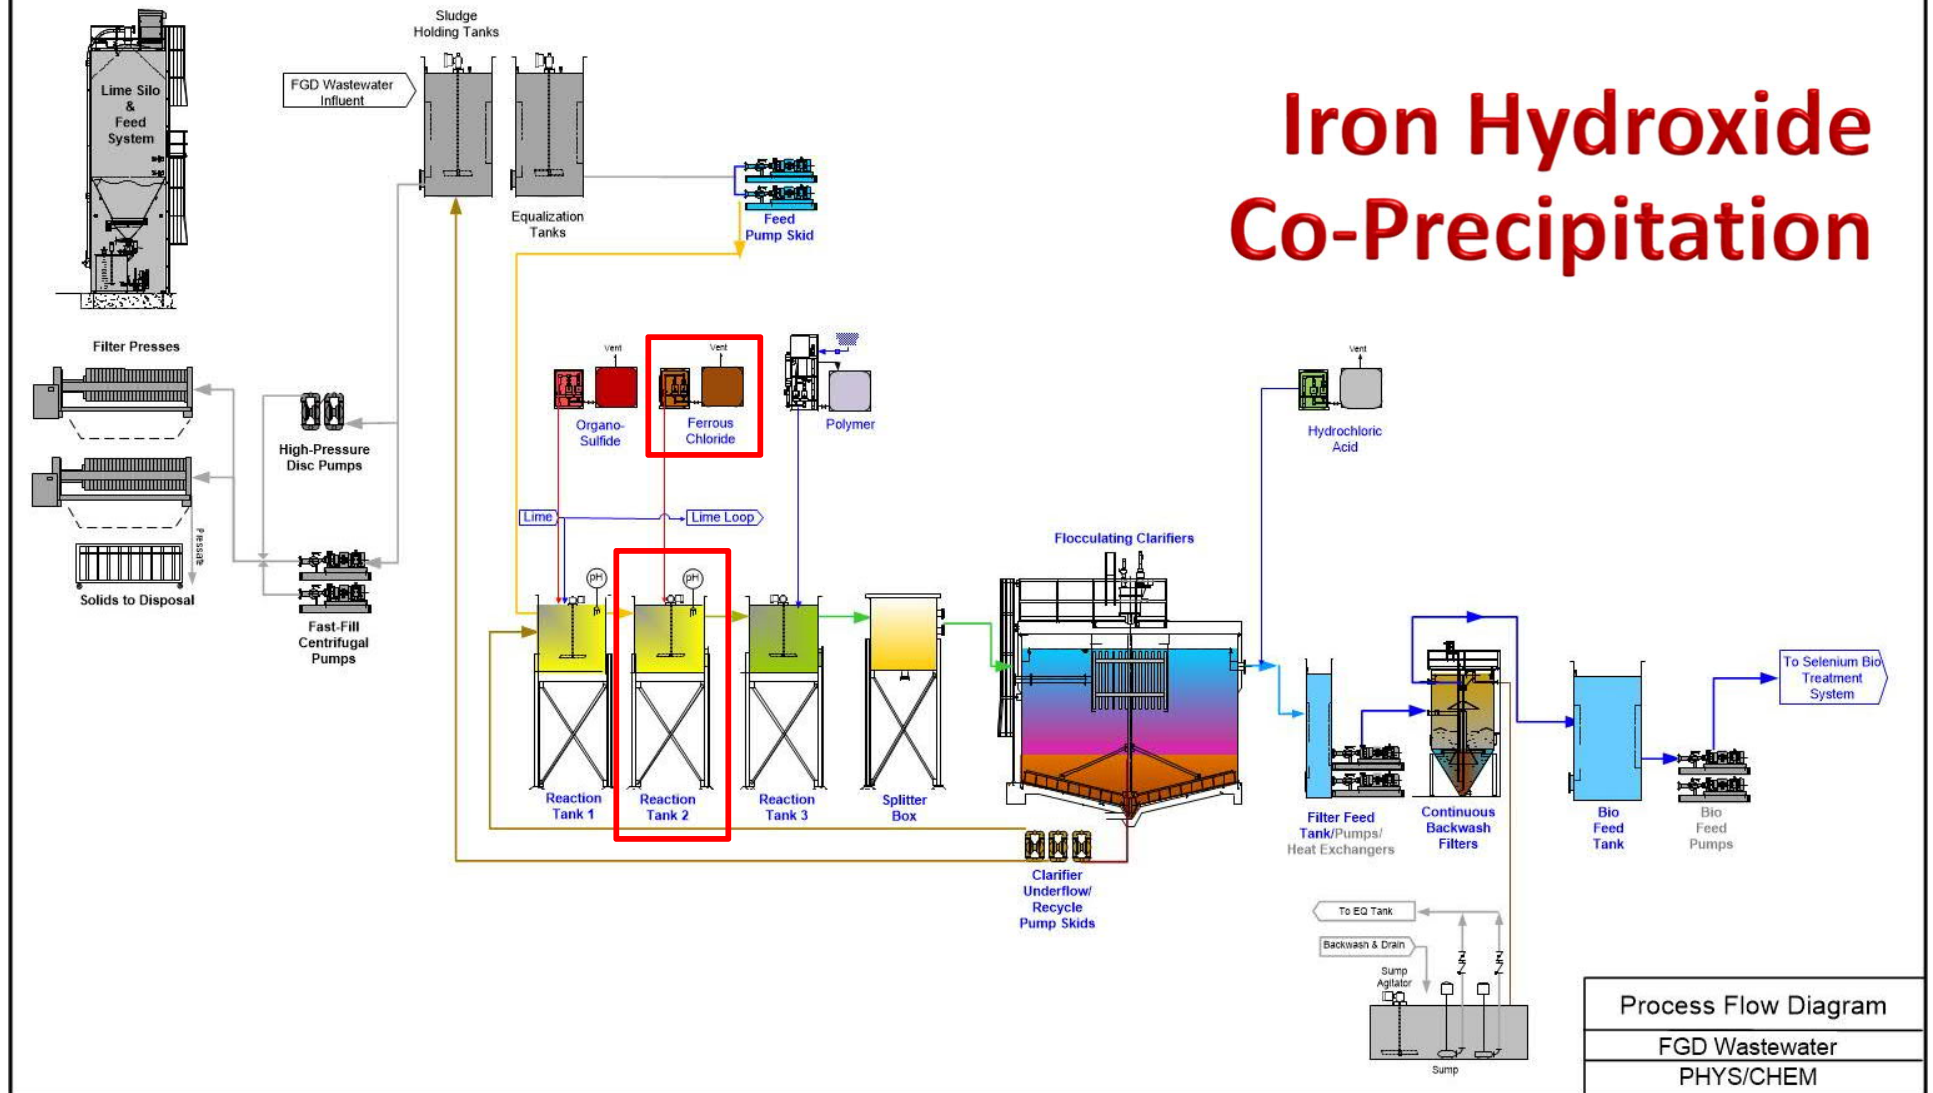 Iron Hydroxide
Co-Precipitation
Lime Silo
&
Feed
System
Sludge
Holding Tanks
FGD Wastewater
Influent
Equalization
Tanks
Feed
Pump Skid
Filter Presses
High-Pressure
Disc Pumps
Pressate
Solids to Disposal
Fast-Fill
Centrifugal
Pumps
Vent
Organo-
Sulfide
Vent
Ferrous
Chloride
Polymer
Vent
Hydrochloric
Acid
Lime
Lime Loop
pH
pH
Reaction
Tank 1
Reaction
Tank 2
Reaction
Tank 3
Splitter
Box
Flocculating Clarifiers
Clarifier
Underflow/
Recycle
Pump Skids
Filter Feed
Tank/Pumps/
Heat Exchangers
Continuous
Backwash
Filters
Bio
Feed
Tank
Bio
Feed
Pumps
To Selenium Bio
Treatment
System
To EQ Tank
Backwash & Drain
Sump
Agitator
Sump
Process Flow Diagram
FGD Wastewater
PHYS/CHEM